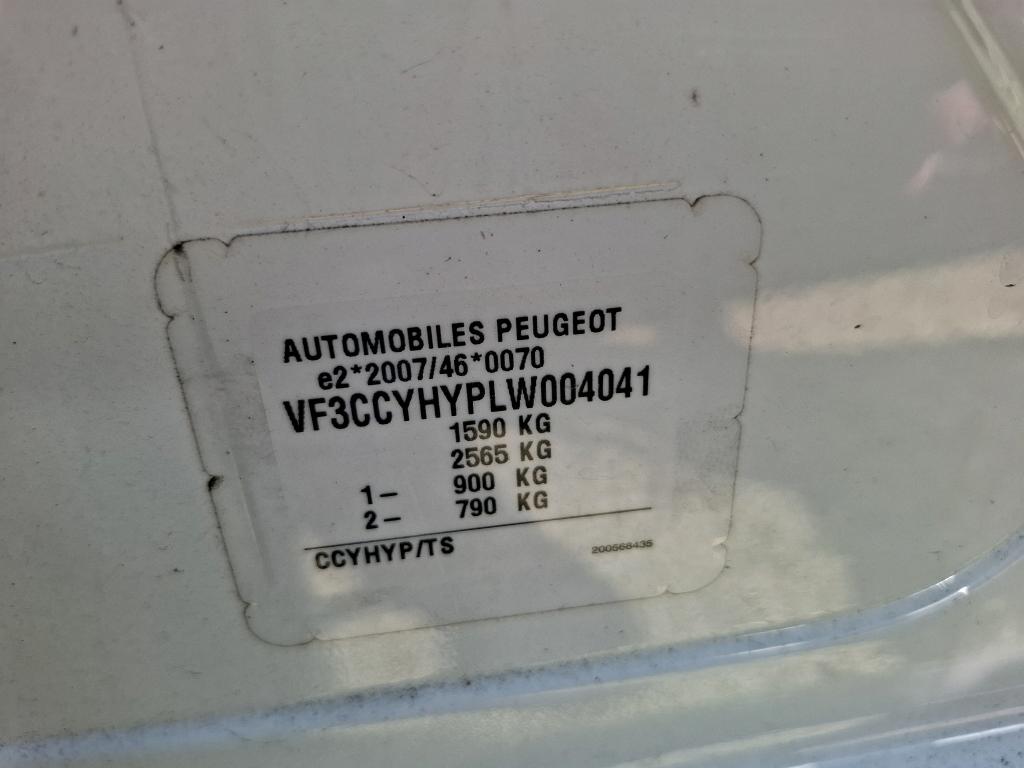 AUTOMOBILES PEUGEOT
e2*2007/46*0070
VF3CCYHYPLW004041
1590 KG
2565 KG
1– 900 KG
2– 790 KG
CCYHYP/TS 200568435